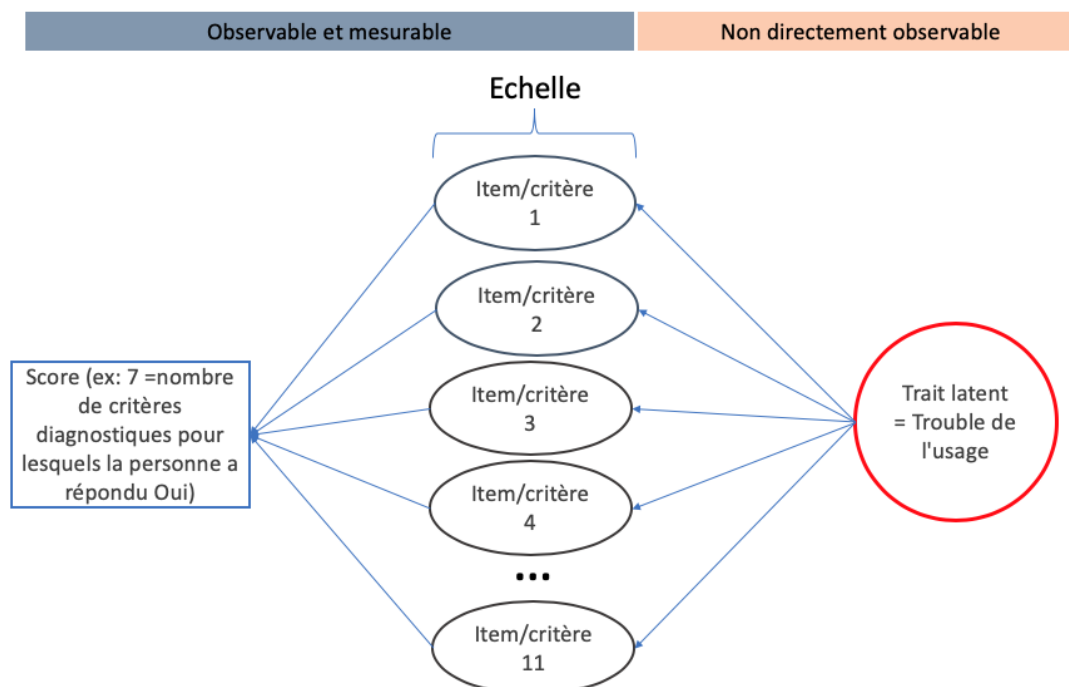 Observable et mesurable
Non directement observable
Echelle
Item/critère
1
Item/critère
2
Item/critère
3
Item/critère
4
...
Item/critère
11
Score (ex: 7 =nombre
de critères
diagnostiques pour
lesquels la personne a
répondu Oui)
Trait latent
= Trouble de
l'usage